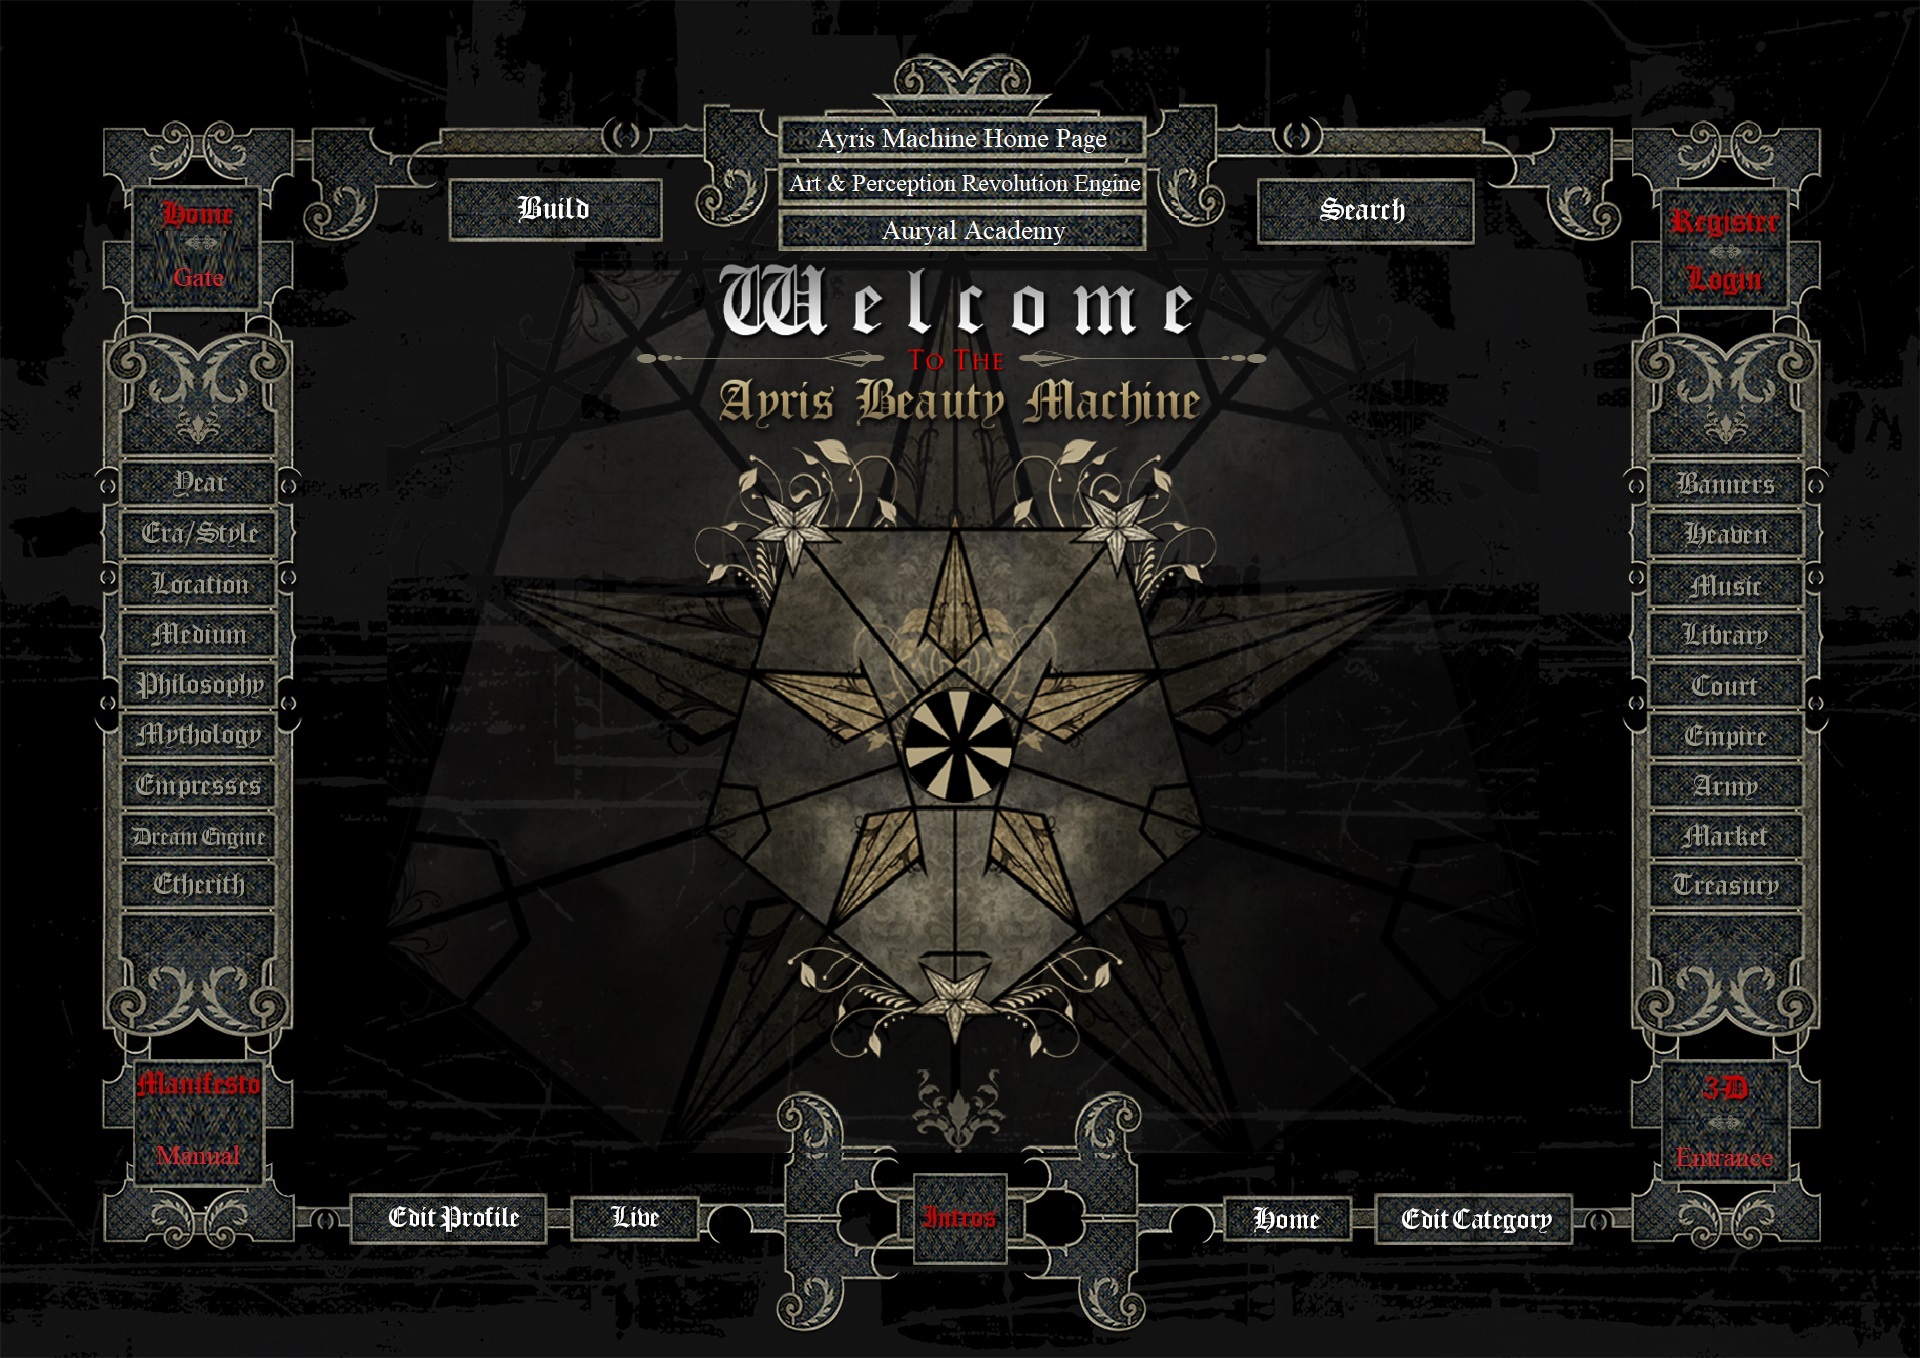 Ayris Machine Home Page
Art & Perception Revolution Engine
Auryal Academy
Build
Search
Home
Gate
Register
Login
Welcome
To The
Ayris Beauty Machine
Year
Era/Style
Location
Medium
Philosophy
Mythology
Empresses
Dream Engine
Etherith
Banners
Heaven
Music
Library
Court
Empire
Army
Market
Treasury
Manifesto
Manual
3D
Entrance
Edit Profile
Live
Intros
Home
Edit Category